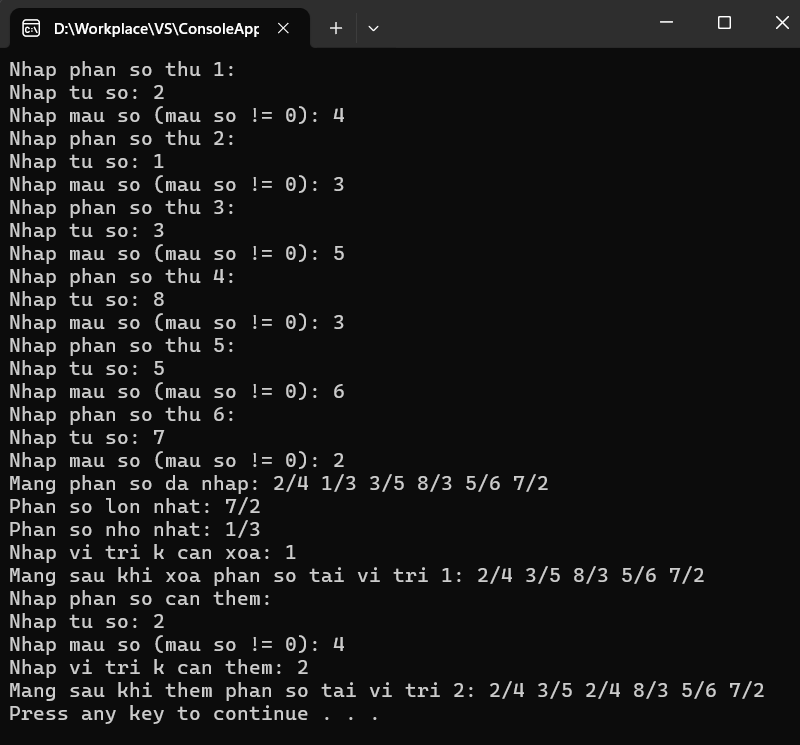 D:\Workplace\VS\ConsoleApp
Nhap phan so thu 1:
Nhap tu so: 2
Nhap mau so (mau so != 0): 4
Nhap phan so thu 2:
Nhap tu so: 1
Nhap mau so (mau so != 0): 3
Nhap phan so thu 3:
Nhap tu so: 3
Nhap mau so (mau so != 0): 5
Nhap phan so thu 4:
Nhap tu so: 8
Nhap mau so (mau so != 0): 3
Nhap phan so thu 5:
Nhap tu so: 5
Nhap mau so (mau so != 0): 6
Nhap phan so thu 6:
Nhap tu so: 7
Nhap mau so (mau so != 0): 2
Mang phan so da nhap: 2/4 1/3 3/5 8/3 5/6 7/2
Phan so lon nhat: 7/2
Phan so nho nhat: 1/3
Nhap vi tri k can xoa: 1
Mang sau khi xoa phan so tai vi tri 1: 2/4 3/5 8/3 5/6 7/2
Nhap phan so can them:
Nhap tu so: 2
Nhap mau so (mau so != 0): 4
Nhap vi tri k can them: 2
Mang sau khi them phan so tai vi tri 2: 2/4 3/5 2/4 8/3 5/6 7/2
Press any key to continue . . .